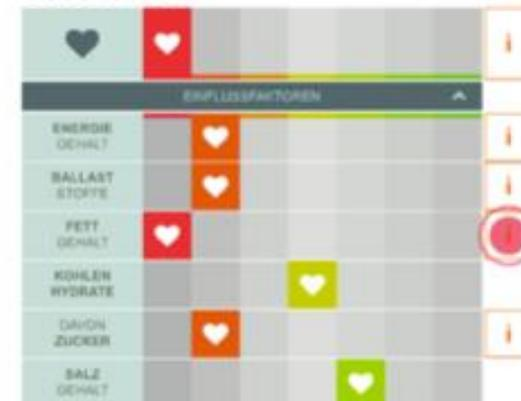 EINFLUSSFAKTOREN
ENERGIE
GEHALT
BALLAST
STOFFE
FETT
GEHALT
KOHLEN
HYDRATE
DAVON
ZUCKER
SALZ
GEHALT